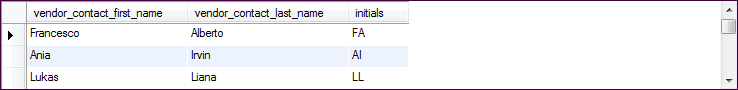 vendor_contact_first_name vendor_contact_last_name initials
Francesco Alberto FA
Ania Irvin AI
Lukas Liana LL